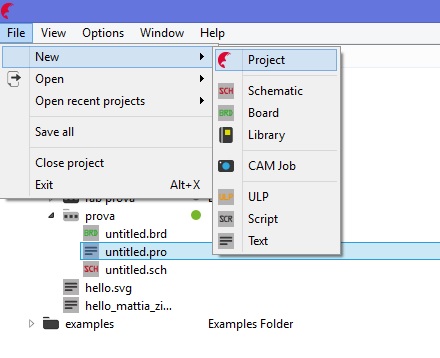 File View Options Window Help
New
Open
Open recent projects
Save all
Close project
Exit Alt+X
Project
SCH Schematic
BRD Board
Library
CAM Job
ULP ULP
SCR Script
Text
prova
BRD untitled.brd
untitled.pro
SCH untitled.sch
hello.svg
hello_mattia_zi...
examples Examples Folder